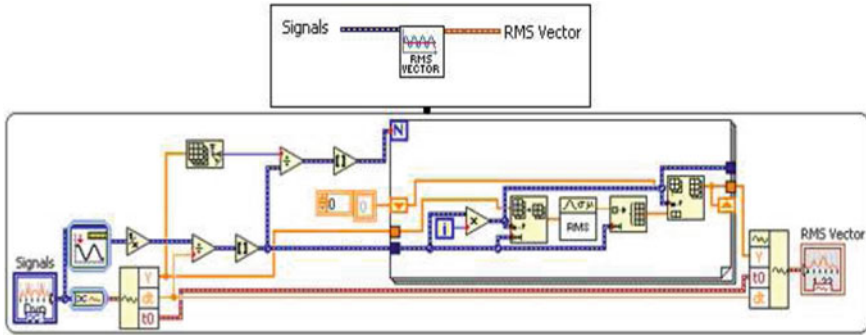 Signals
RMS VECTOR
RMS Vector
N
0
0
i
RMS
Signals
Y
dt
t0
Y
t0
dt
RMS Vector